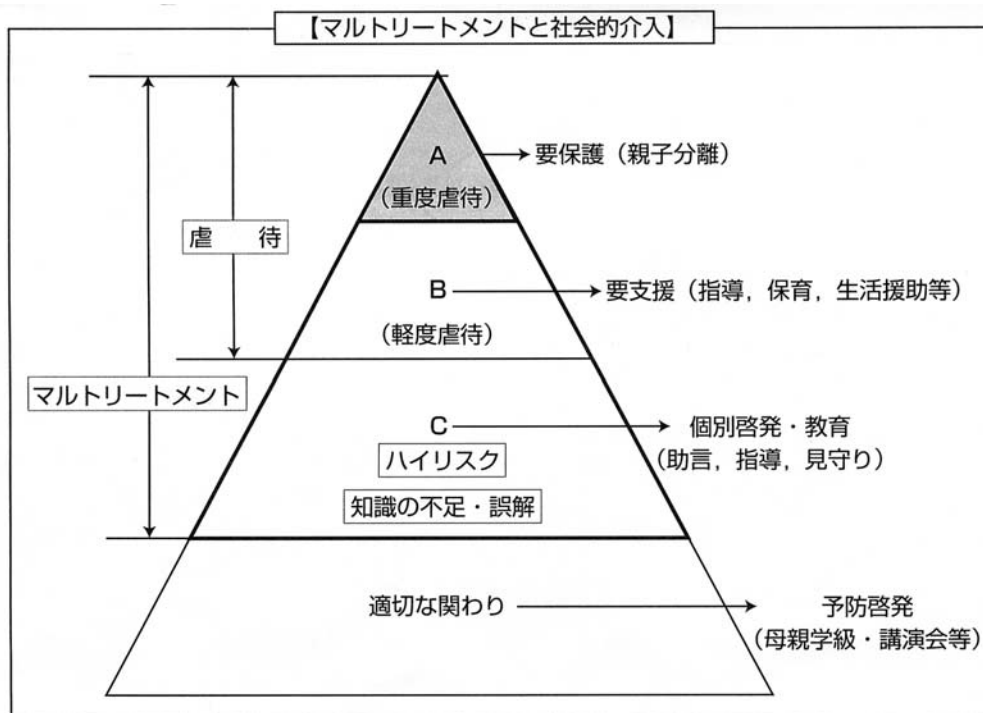 【マルトリートメントと社会的介入】
A
(重度虐待)
要保護（親子分離）
虐　待
B
(軽度虐待)
要支援（指導，保育，生活援助等）
マルトリートメント
C
ハイリスク
知識の不足・誤解
個別啓発・教育
(助言，指導，見守り)
適切な関わり
予防啓発
(母親学級・講演会等)